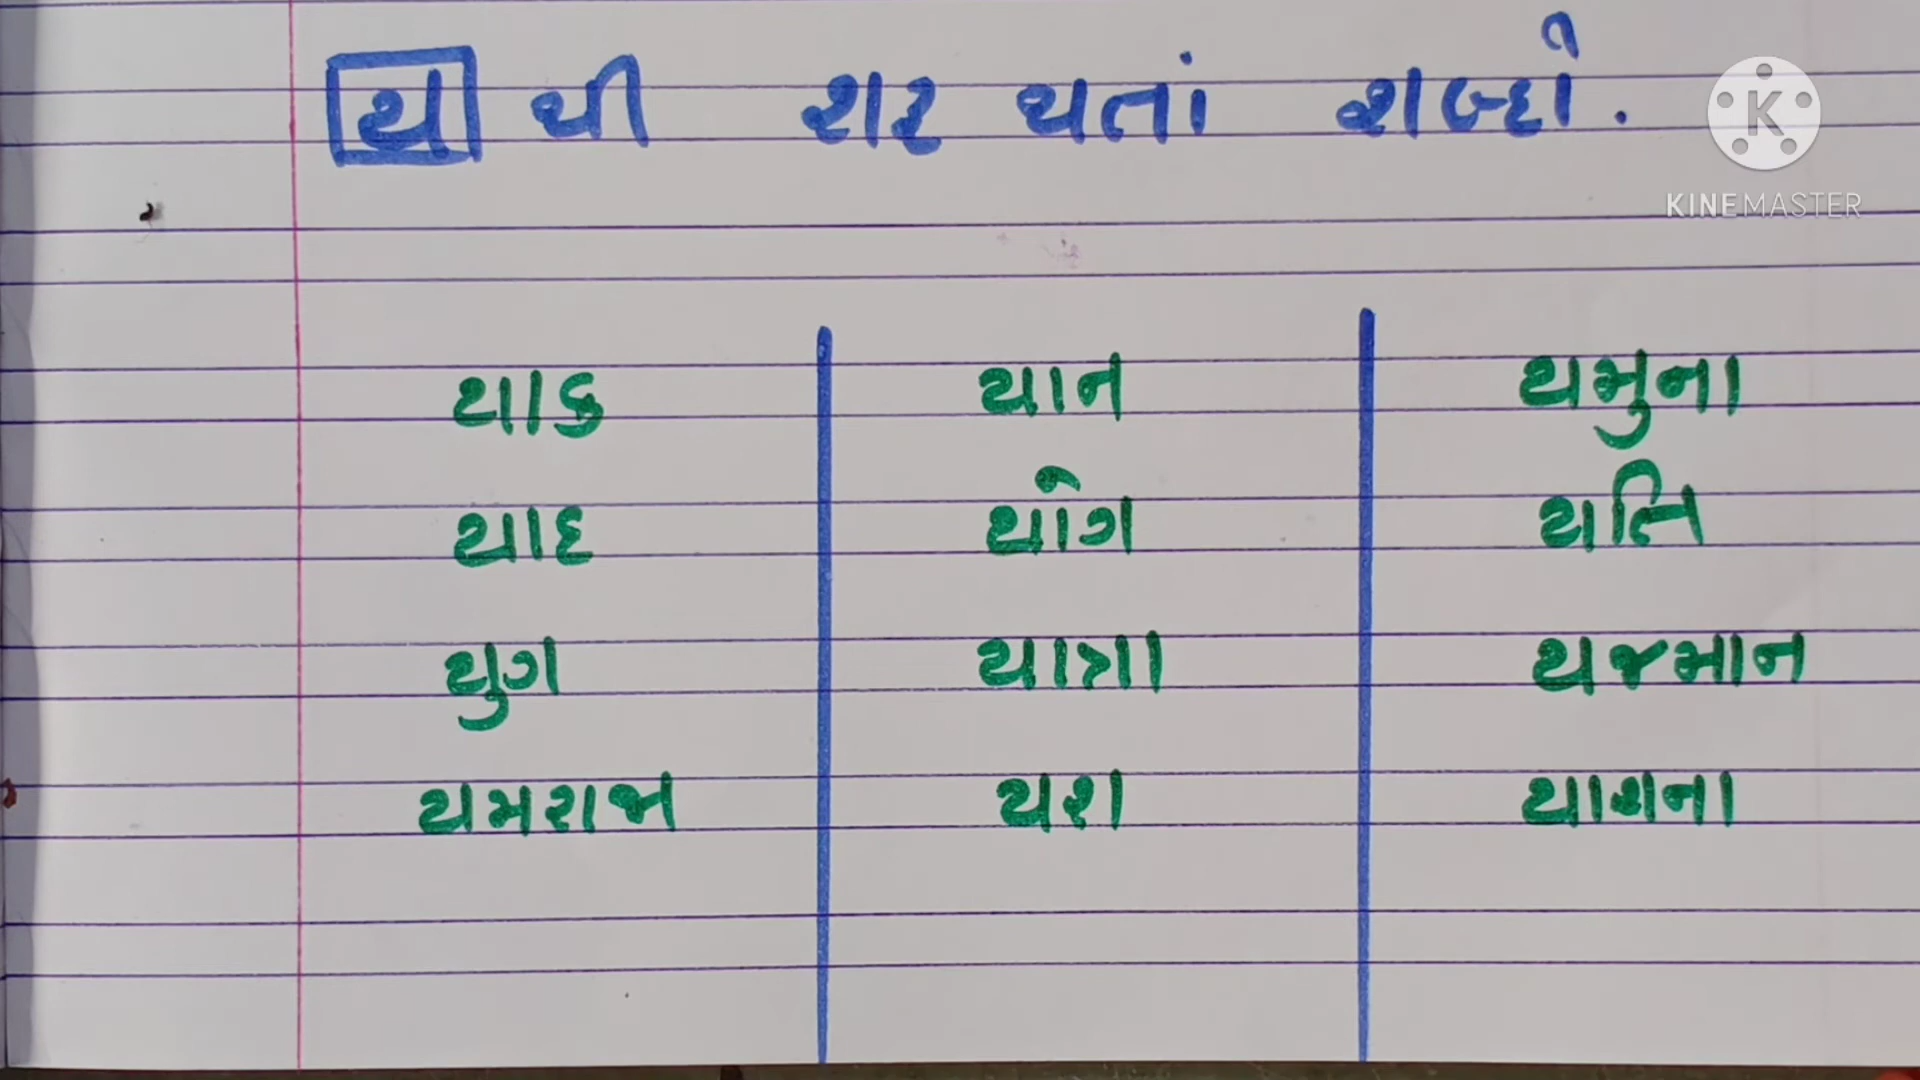 ય થી શરૂ થતાં શબ્દો.
KINEMASTER
યાક યાન યમુના
યાદ યોગ યતિ
યુગ યાત્રા યજમાન
યમરાજા યશ યાચના